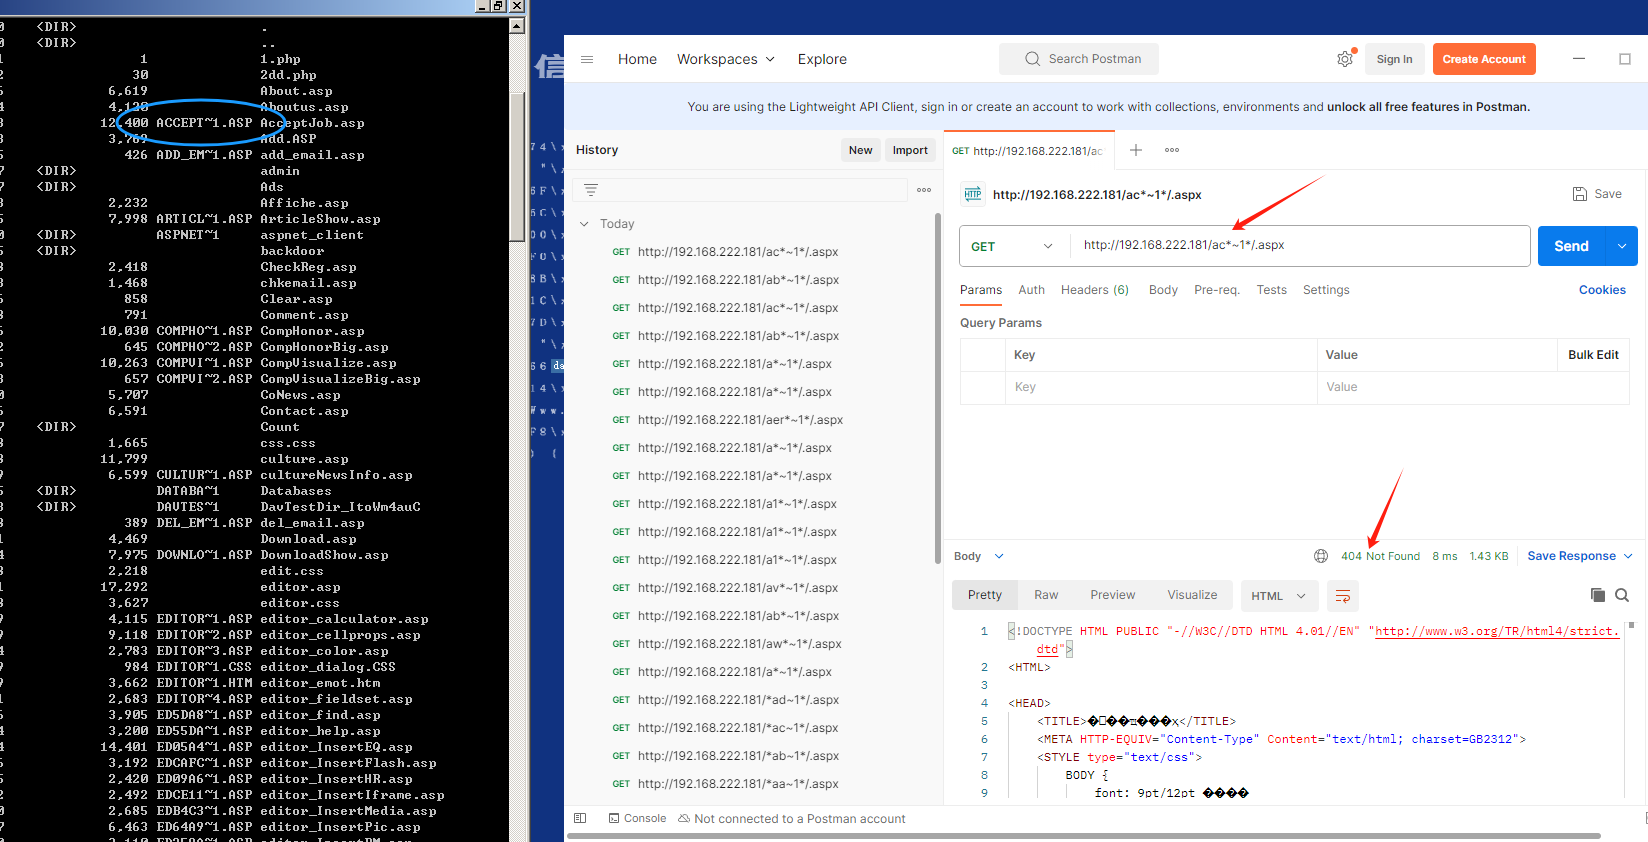 <DIR> .
<DIR> ..
1 1.php
30 2dd.php
6,619 About.asp
4,128 Aboutus.asp
12,400 ACCEPT~1.ASP AcceptJob.asp
3,769 Add.ASP
426 ADD_EM~1.ASP add_email.asp
<DIR> admin
<DIR> Ads
2,232 Affiche.asp
7,998 ARTICL~1.ASP ArticleShow.asp
<DIR> ASPNET~1 aspnet_client
<DIR> backdoor
2,418 CheckReg.asp
1,468 chkemail.asp
858 Clear.asp
791 Comment.asp
10,030 COMPHO~1.ASP CompHonor.asp
645 COMPHO~2.ASP CompHonorBig.asp
10,263 COMPVI~1.ASP CompVisualize.asp
657 COMPVI~2.ASP CompVisualizeBig.asp
5,707 CoNews.asp
6,591 Contact.asp
<DIR> Count
1,665 css.css
11,799 culture.asp
6,599 CULTUR~1.ASP cultureNewsInfo.asp
<DIR> DATABA~1 Databases
<DIR> DAVTES~1 DavTestDir_ItoWm4auC
389 DEL_EM~1.ASP del_email.asp
4,469 Download.asp
7,975 DOWNLO~1.ASP DownloadShow.asp
2,218 edit.css
17,292 editor.asp
3,627 editor.css
4,115 EDITOR~1.ASP editor_calculator.asp
9,118 EDITOR~2.ASP editor_cellprops.asp
2,783 EDITOR~3.ASP editor_color.asp
984 EDITOR~1.CSS editor_dialog.CSS
3,662 EDITOR~1.HTM editor_emot.htm
2,683 EDITOR~4.ASP editor_fieldset.asp
3,905 ED5DA8~1.ASP editor_find.asp
3,200 ED55DA~1.ASP editor_help.asp
14,401 ED05A4~1.ASP editor_InsertEQ.asp
3,192 EDCAFC~1.ASP editor_InsertFlash.asp
2,420 ED09A6~1.ASP editor_InsertHR.asp
2,492 EDCE11~1.ASP editor_InsertIframe.asp
2,685 EDB4C3~1.ASP editor_InsertMedia.asp
6,463 ED64A9~1.ASP editor_InsertPic.asp
信
Home Workspaces Explore
Search Postman
Sign In Create Account
You are using the Lightweight API Client, sign in or create an account to work with collections, environments and unlock all free features in Postman.
History New Import
Today
GET http://192.168.222.181/ac*~1*/.aspx
GET http://192.168.222.181/ab*~1*/.aspx
GET http://192.168.222.181/ac*~1*/.aspx
GET http://192.168.222.181/ab*~1*/.aspx
GET http://192.168.222.181/a*~1*/.aspx
GET http://192.168.222.181/a*~1*/.aspx
GET http://192.168.222.181/aer*~1*/.aspx
GET http://192.168.222.181/a*~1*/.aspx
GET http://192.168.222.181/a*~1*/.aspx
GET http://192.168.222.181/a1*~1*/.aspx
GET http://192.168.222.181/a1*~1*/.aspx
GET http://192.168.222.181/a1*~1*/.aspx
GET http://192.168.222.181/av*~1*/.aspx
GET http://192.168.222.181/ab*~1*/.aspx
GET http://192.168.222.181/aw*~1*/.aspx
GET http://192.168.222.181/a*~1*/.aspx
GET http://192.168.222.181/*ad~1*/.aspx
GET http://192.168.222.181/*ac~1*/.aspx
GET http://192.168.222.181/*ab~1*/.aspx
GET http://192.168.222.181/*aa~1*/.aspx
GET http://192.168.222.181/ac
HTTP http://192.168.222.181/ac*~1*/.aspx Save
GET http://192.168.222.181/ac*~1*/.aspx Send
Params Auth Headers (6) Body Pre-req. Tests Settings Cookies
Query Params
Key Value Bulk Edit
Key Value
Body 404 Not Found 8 ms 1.43 KB Save Response
Pretty Raw Preview Visualize HTML
1 <!DOCTYPE HTML PUBLIC "-//W3C//DTD HTML 4.01//EN" "http://www.w3.org/TR/html4/strict.
dtd">
2 <HTML>
3
4 <HEAD>
5 <TITLE>�޷��ҵ���ҳ</TITLE>
6 <META HTTP-EQUIV="Content-Type" Content="text/html; charset=GB2312">
7 <STYLE type="text/css">
8 BODY {
9 font: 9pt/12pt ����
Console Not connected to a Postman account